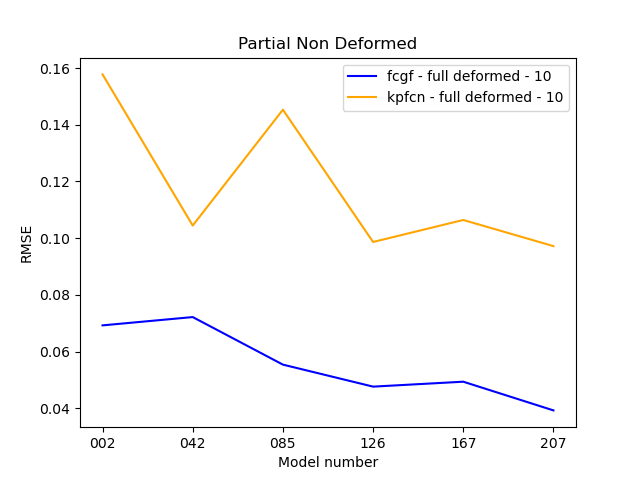 Partial Non Deformed
fcgf - full deformed - 10
kpfcn - full deformed - 10
RMSE
0.16
0.14
0.12
0.10
0.08
0.06
0.04
002 042 085 126 167 207
Model number